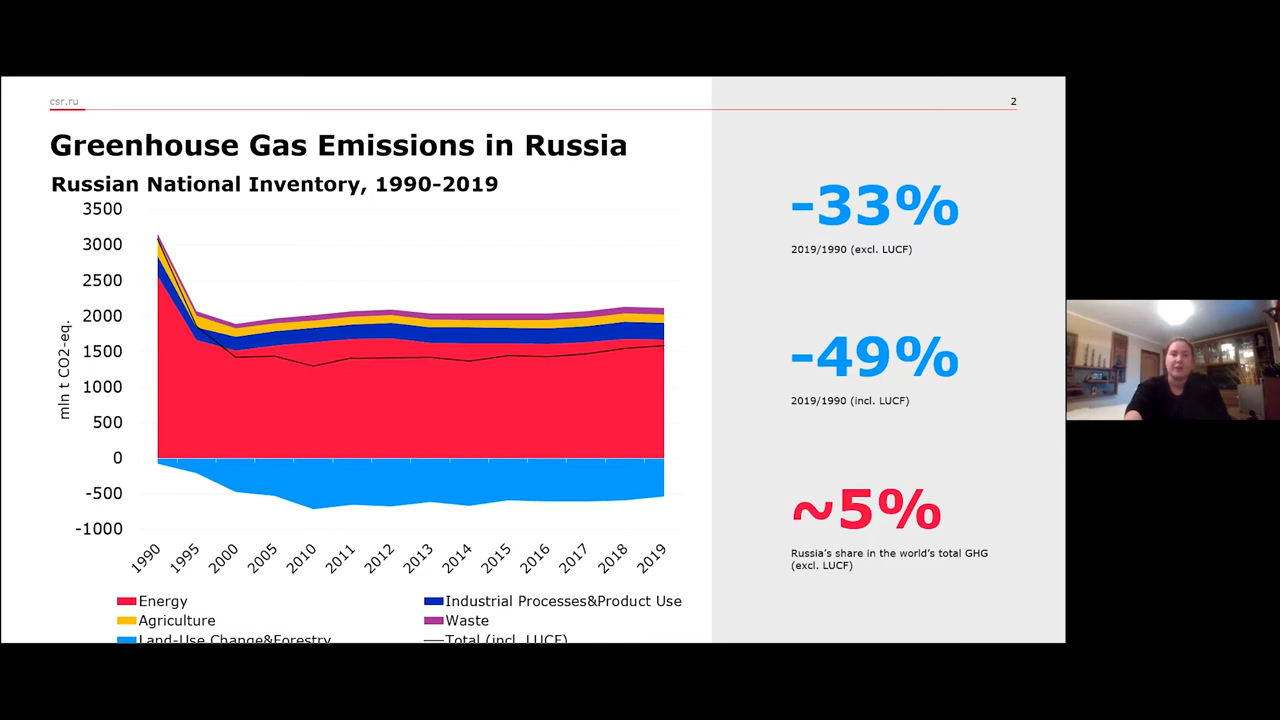 csr.ru
2
Greenhouse Gas Emissions in Russia
Russian National Inventory, 1990-2019
mln t CO2-eq.
3500
3000
2500
2000
1500
1000
500
0
-500
-1000
1990
1995
2000
2005
2010
2011
2012
2013
2014
2015
2016
2017
2018
2019
Energy
Industrial Processes&Product Use
Agriculture
Waste
Land-Use Change&Forestry
Total (incl. LUCF)
-33%
2019/1990 (excl. LUCF)
-49%
2019/1990 (incl. LUCF)
~5%
Russia's share in the world's total GHG
(excl. LUCF)